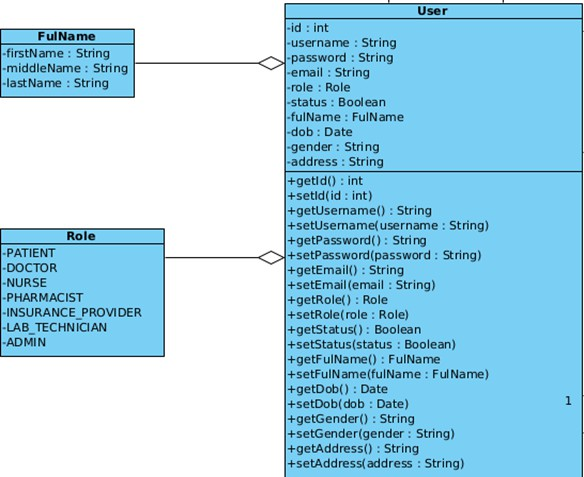 FulName
-firstName : String
-middleName : String
-lastName : String
Role
-PATIENT
-DOCTOR
-NURSE
-PHARMACIST
-INSURANCE_PROVIDER
-LAB_TECHNICIAN
-ADMIN
User
-id : int
-username : String
-password : String
-email : String
-role : Role
-status : Boolean
-fulName : FulName
-dob : Date
-gender : String
-address : String
+getId() : int
+setId(id : int)
+getUsername() : String
+setUsername(username : String)
+getPassword() : String
+setPassword(password : String)
+getEmail() : String
+setEmail(email : String)
+getRole() : Role
+setRole(role : Role)
+getStatus() : Boolean
+setStatus(status : Boolean)
+getFulName() : FulName
+setFulName(fulName : FulName)
+getDob() : Date
+setDob(dob : Date)
+getGender() : String
+setGender(gender : String)
+getAddress() : String
+setAddress(address : String)
1